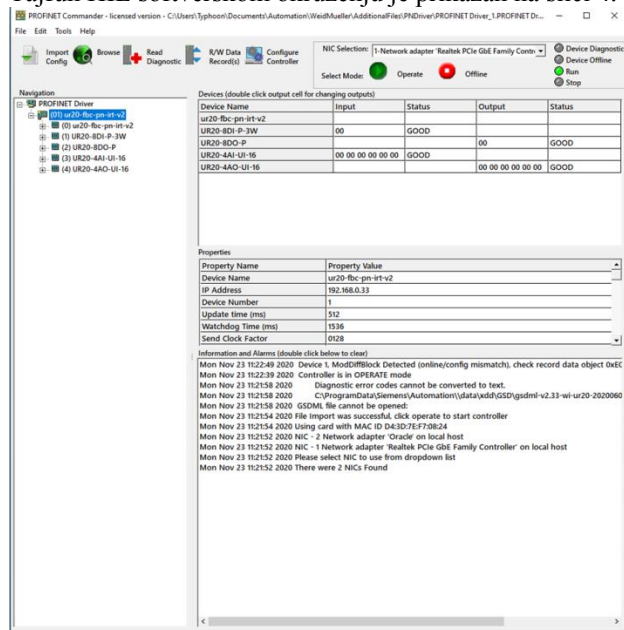 Tajfun HIL softverskom okruženju je prikazan na slici 4.
PROFINET Commander - licensed version - C:\Users\Typhoon\Documents\Automation\WeidMueller\AdditionalFiles\PNDriver\PROFINET Driver_1.PROFINET Dr...
File Edit Tools Help
Import Config
Browse
Read Diagnostic
R/W Data Record(s)
Configure Controller
NIC Selection: 1-Network adapter 'Realtek PCIe GbE Family Contr
Select Mode: Operate Offline
Device Diagnostic
Device Offline
Run
Stop
Navigation
PROFINET Driver
(01) ur20-fbc-pn-irt-v2
(0) ur20-fbc-pn-irt-v2
(1) UR20-8DI-P-3W
(2) UR20-8DO-P
(3) UR20-4AI-UI-16
(4) UR20-4AO-UI-16
Devices (double click output cell for changing outputs)
Device Name Input Status Output Status
ur20-fbc-pn-irt-v2
UR20-8DI-P-3W 00 GOOD
UR20-8DO-P 00 GOOD
UR20-4AI-UI-16 00 00 00 00 00 00 GOOD
UR20-4AO-UI-16 00 00 00 00 00 00 GOOD
Properties
Property Name Property Value
Device Name ur20-fbc-pn-irt-v2
IP Address 192.168.0.33
Device Number 1
Update time (ms) 512
Watchdog Time (ms) 1536
Send Clock Factor 0128
Information and Alarms (double click below to clear)
Mon Nov 23 11:22:49 2020 Device 1, ModDiffBlock Detected (online/config mismatch), check record data object 0xE0
Mon Nov 23 11:22:39 2020 Controller is in OPERATE mode
Mon Nov 23 11:21:58 2020 Diagnostic error codes cannot be converted to text.
Mon Nov 23 11:21:58 2020 C:\ProgramData\Siemens\Automation\\data\xdd\GSD\gsdml-v2.33-wi-ur20-2020060
Mon Nov 23 11:21:58 2020 GSDML file cannot be opened:
Mon Nov 23 11:21:54 2020 File Import was successful, click operate to start controller
Mon Nov 23 11:21:54 2020 Using card with MAC ID D4:3D:7E:F7:08:24
Mon Nov 23 11:21:52 2020 NIC - 2 Network adapter 'Oracle' on local host
Mon Nov 23 11:21:52 2020 NIC - 1 Network adapter 'Realtek PCIe GbE Family Controller' on local host
Mon Nov 23 11:21:52 2020 Please select NIC to use from dropdown list
Mon Nov 23 11:21:52 2020 There were 2 NICs Found